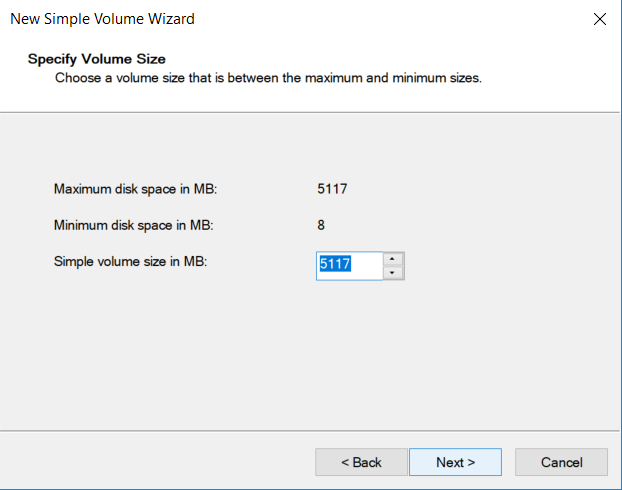 New Simple Volume Wizard
Specify Volume Size
Choose a volume size that is between the maximum and minimum sizes.
Maximum disk space in MB: 5117
Minimum disk space in MB: 8
Simple volume size in MB: 5117
< Back Next > Cancel